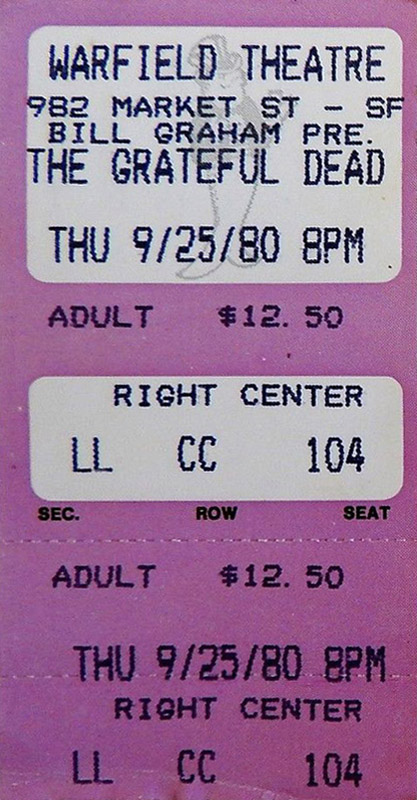 WARFIELD THEATRE
982 MARKET ST - SF
BILL GRAHAM PRE.
THE GRATEFUL DEAD
THU 9/25/80 8PM
ADULT $12.50
RIGHT CENTER
LL CC 104
SEC. ROW SEAT
ADULT $12.50
THU 9/25/80 8PM
RIGHT CENTER
LL CC 104